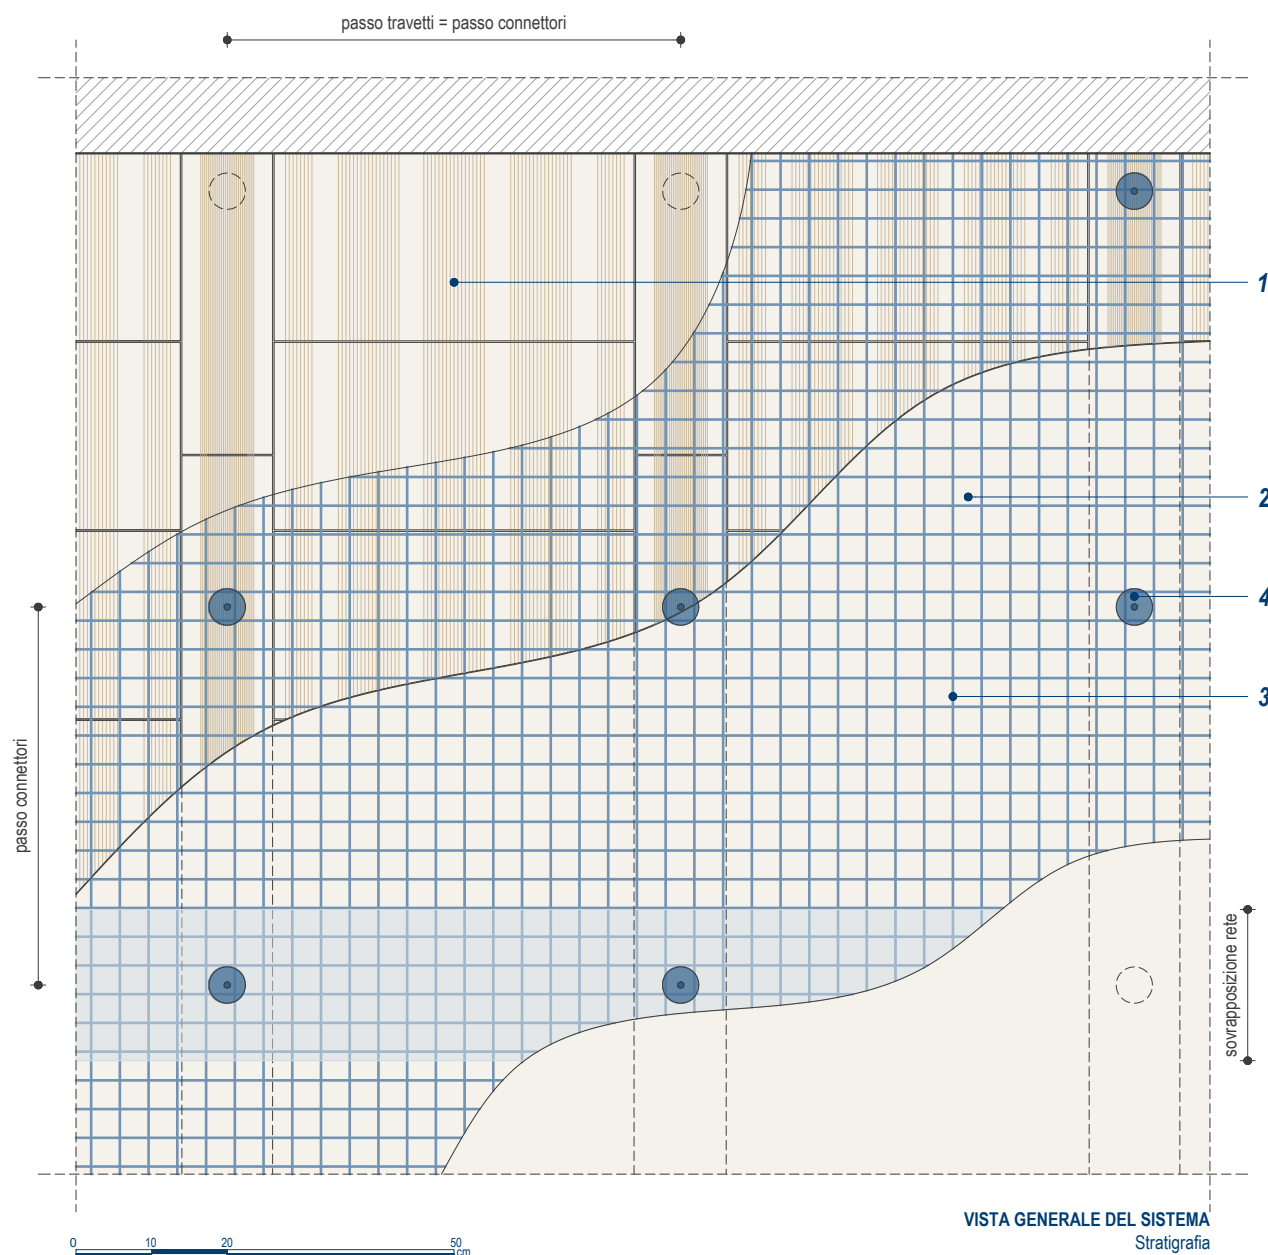 passo travetti = passo connettori
1
2
4
3
passo connettori
sovrapposizione rete
VISTA GENERALE DEL SISTEMA
Stratigrafia
0 10 20 50
cm